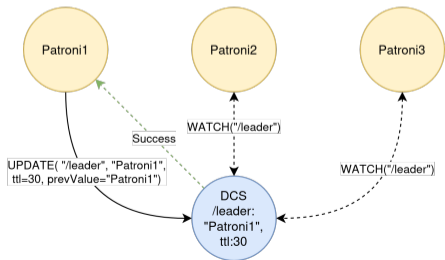 Patroni1
Patroni2
Patroni3
Success
WATCH("/leader")
UPDATE( "/leader", "Patroni1",
ttl=30, prevValue="Patroni1")
WATCH("/leader")
DCS
/leader:
"Patroni1",
ttl:30